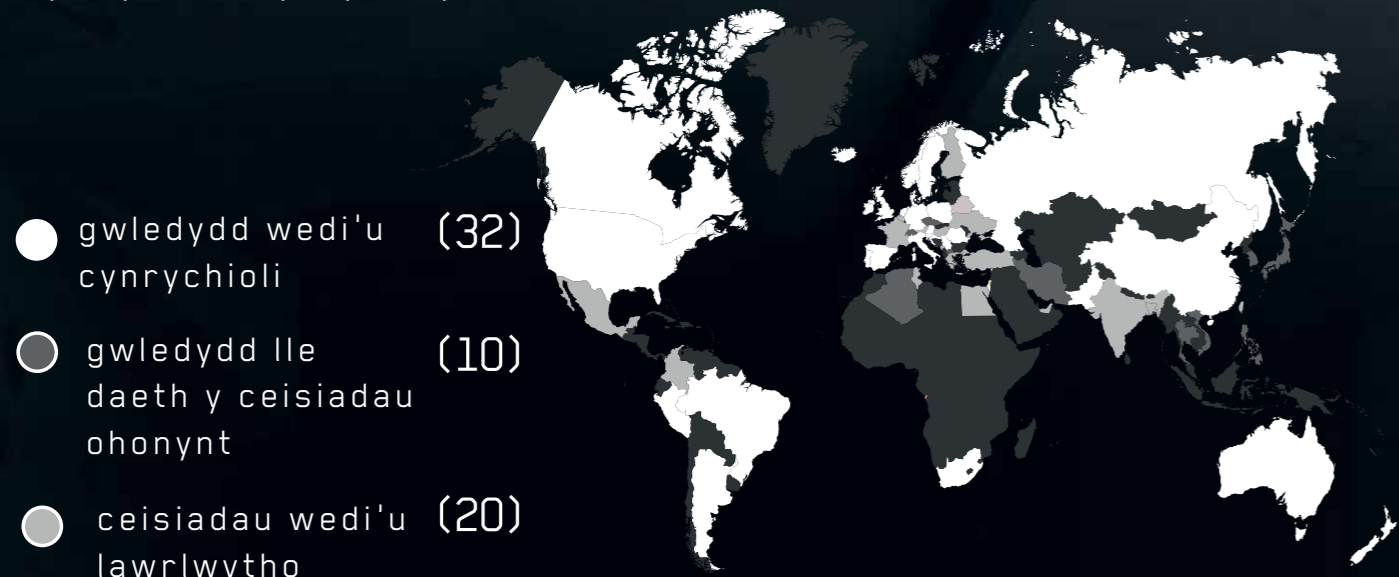 gwledydd wedi'u (32)
cynrychioli
gwledydd lle (10)
daeth y ceisiadau
ohonynt
ceisiadau wedi'u (20)
lawrlwytho